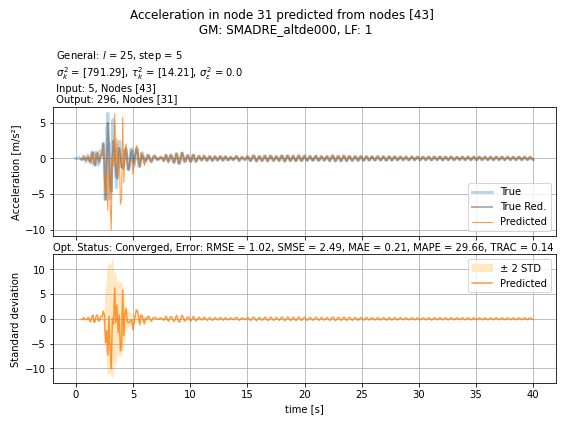 Acceleration in node 31 predicted from nodes [43]
GM: SMADRE_altde000, LF: 1
General: l = 25, step = 5
σ²ₖ = [791.29], τ²ₖ = [14.21], σ²ε = 0.0
Input: 5, Nodes [43]
Output: 296, Nodes [31]
Acceleration [m/s²]
5
0
−5
−10
True
True Red.
Predicted
Opt. Status: Converged, Error: RMSE = 1.02, SMSE = 2.49, MAE = 0.21, MAPE = 29.66, TRAC = 0.14
Standard deviation
10
5
0
−5
−10
± 2 STD
Predicted
0 5 10 15 20 25 30 35 40
time [s]